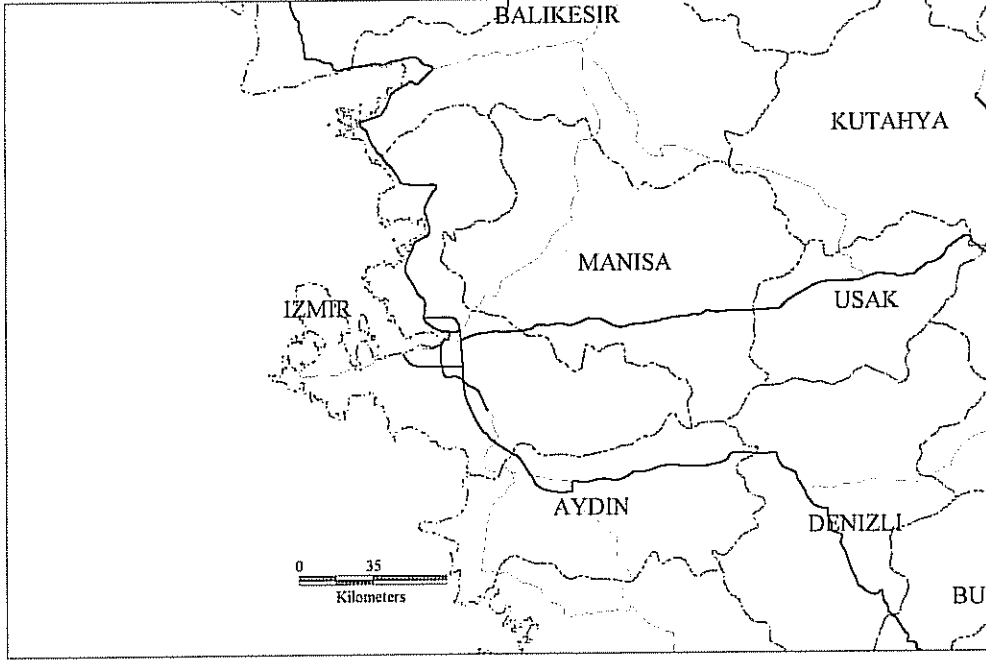 BALIKESIR
KUTAHYA
MANISA
IZMIR
USAK
AYDIN
DENIZLI
BU
0 35
Kilometers